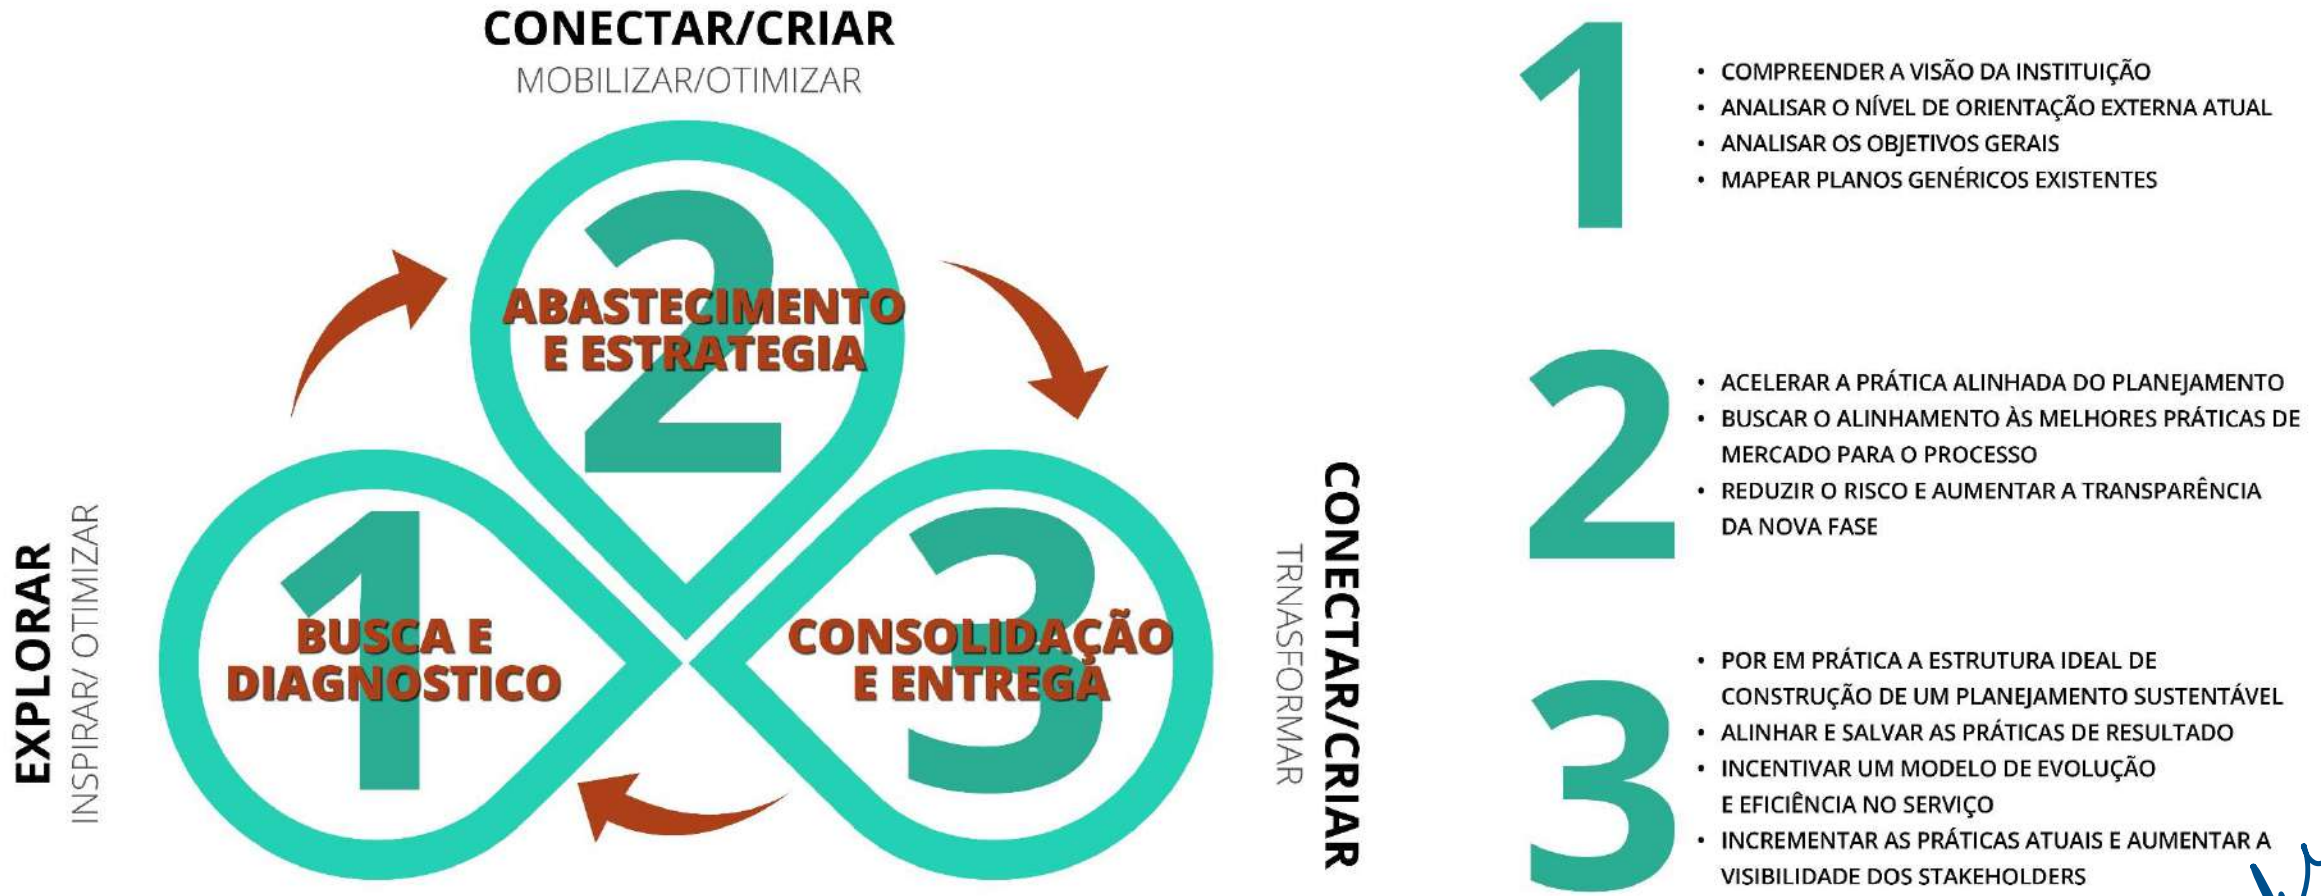 CONECTAR/CRIAR
MOBILIZAR/OTIMIZAR
2
ABASTECIMENTO
E ESTRATEGIA
EXPLORAR
INSPIRAR/ OTIMIZAR
1
BUSCA E
DIAGNOSTICO
3
CONSOLIDAÇÃO
E ENTREGA
CONECTAR/CRIAR
TRNASFORMAR
1
• COMPREENDER A VISÃO DA INSTITUIÇÃO
• ANALISAR O NÍVEL DE ORIENTAÇÃO EXTERNA ATUAL
• ANALISAR OS OBJETIVOS GERAIS
• MAPEAR PLANOS GENÉRICOS EXISTENTES
2
• ACELERAR A PRÁTICA ALINHADA DO PLANEJAMENTO
• BUSCAR O ALINHAMENTO ÀS MELHORES PRÁTICAS DE
MERCADO PARA O PROCESSO
• REDUZIR O RISCO E AUMENTAR A TRANSPARÊNCIA
DA NOVA FASE
3
• POR EM PRÁTICA A ESTRUTURA IDEAL DE
CONSTRUÇÃO DE UM PLANEJAMENTO SUSTENTÁVEL
• ALINHAR E SALVAR AS PRÁTICAS DE RESULTADO
• INCENTIVAR UM MODELO DE EVOLUÇÃO
E EFICIÊNCIA NO SERVIÇO
• INCREMENTAR AS PRÁTICAS ATUAIS E AUMENTAR A
VISIBILIDADE DOS STAKEHOLDERS